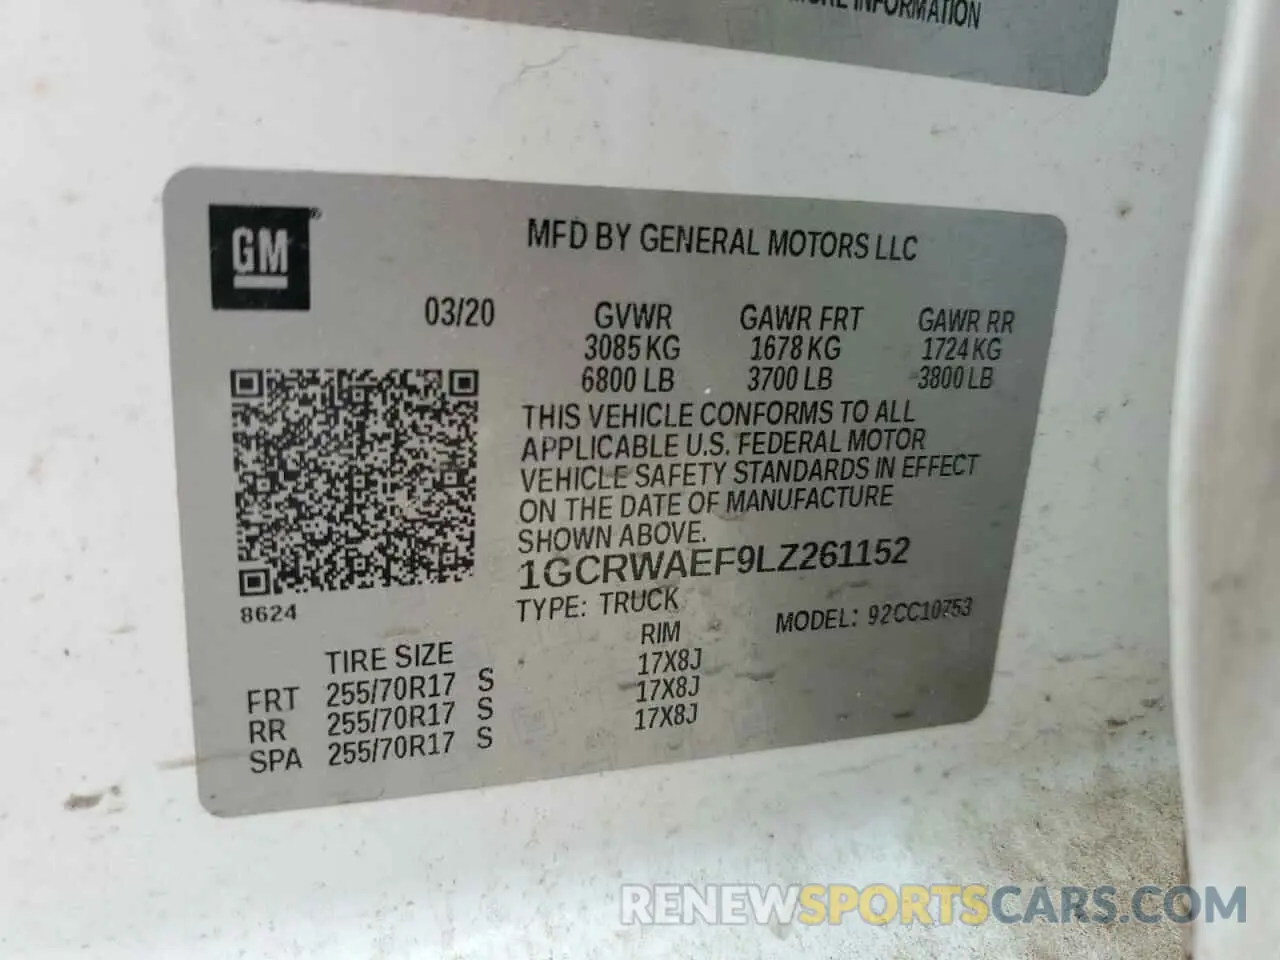 MORE INFORMATION
GM®
MFD BY GENERAL MOTORS LLC
03/20 GVWR GAWR FRT GAWR RR
3085 KG 1678 KG 1724 KG
6800 LB 3700 LB 3800 LB
THIS VEHICLE CONFORMS TO ALL
APPLICABLE U.S. FEDERAL MOTOR
VEHICLE SAFETY STANDARDS IN EFFECT
ON THE DATE OF MANUFACTURE
SHOWN ABOVE.
1GCRWAEF9LZ261152
8624
TYPE: TRUCK MODEL: 92CC10753
TIRE SIZE RIM
FRT 255/70R17 S 17X8J
RR 255/70R17 S 17X8J
SPA 255/70R17 S 17X8J
RENEWSPORTSCARS.COM